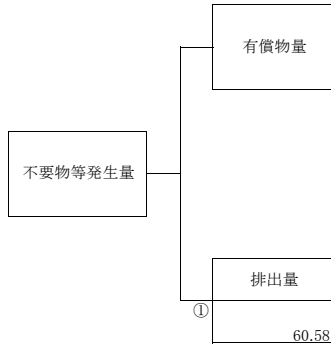 有償物量
不要物等発生量
排出量
①
60.58